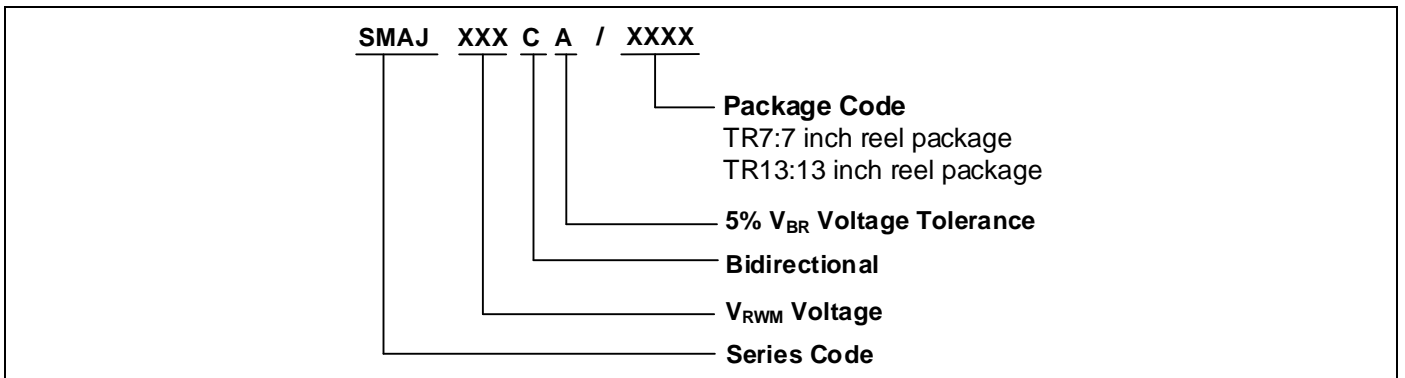 SMAJ XXX C A / XXXX
Package Code
TR7:7 inch reel package
TR13:13 inch reel package
5% VBR Voltage Tolerance
Bidirectional
VRWM Voltage
Series Code